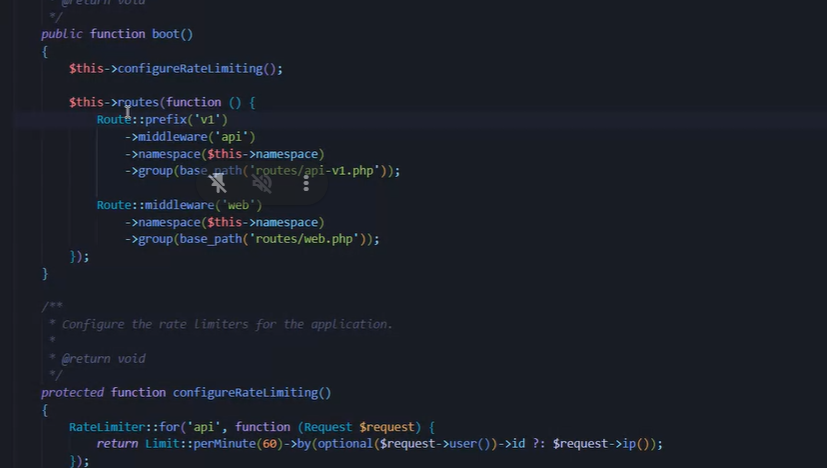 * @return void
*/
public function boot()
{
$this->configureRateLimiting();
$this->routes(function () {
Route::prefix('v1')
->middleware('api')
->namespace($this->namespace)
->group(base_path('routes/api-v1.php'));
Route::middleware('web')
->namespace($this->namespace)
->group(base_path('routes/web.php'));
});
}
/**
* Configure the rate limiters for the application.
*
* @return void
*/
protected function configureRateLimiting()
{
RateLimiter::for('api', function (Request $request) {
return Limit::perMinute(60)->by(optional($request->user())->id ?: $request->ip());
});